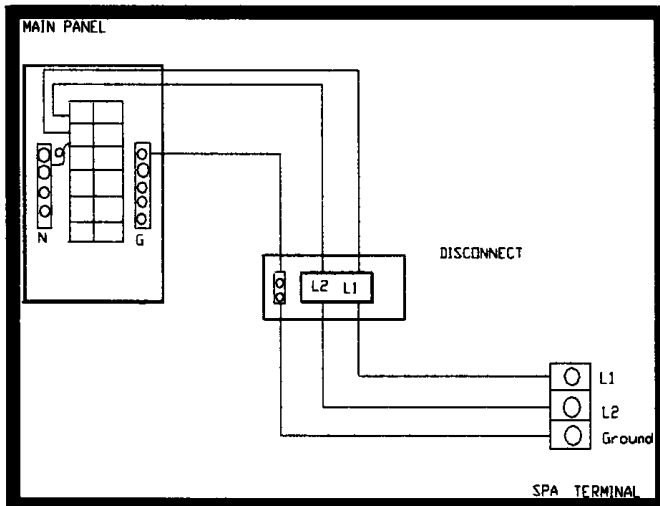 MAIN PANEL
N
G
DISCONNECT
L2 L1
L1
L2
Ground
SPA TERMINAL